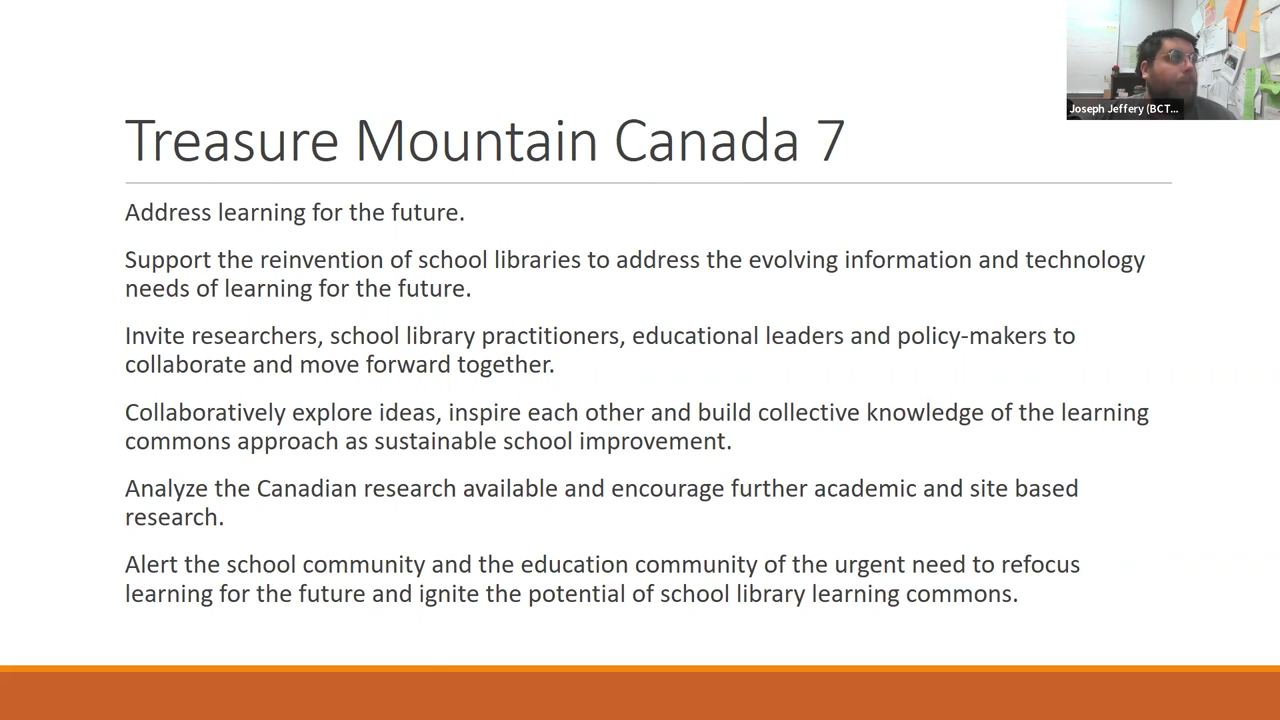 Joseph Jeffery (BCT...
Treasure Mountain Canada 7
Address learning for the future.
Support the reinvention of school libraries to address the evolving information and technology
needs of learning for the future.
Invite researchers, school library practitioners, educational leaders and policy-makers to
collaborate and move forward together.
Collaboratively explore ideas, inspire each other and build collective knowledge of the learning
commons approach as sustainable school improvement.
Analyze the Canadian research available and encourage further academic and site based
research.
Alert the school community and the education community of the urgent need to refocus
learning for the future and ignite the potential of school library learning commons.